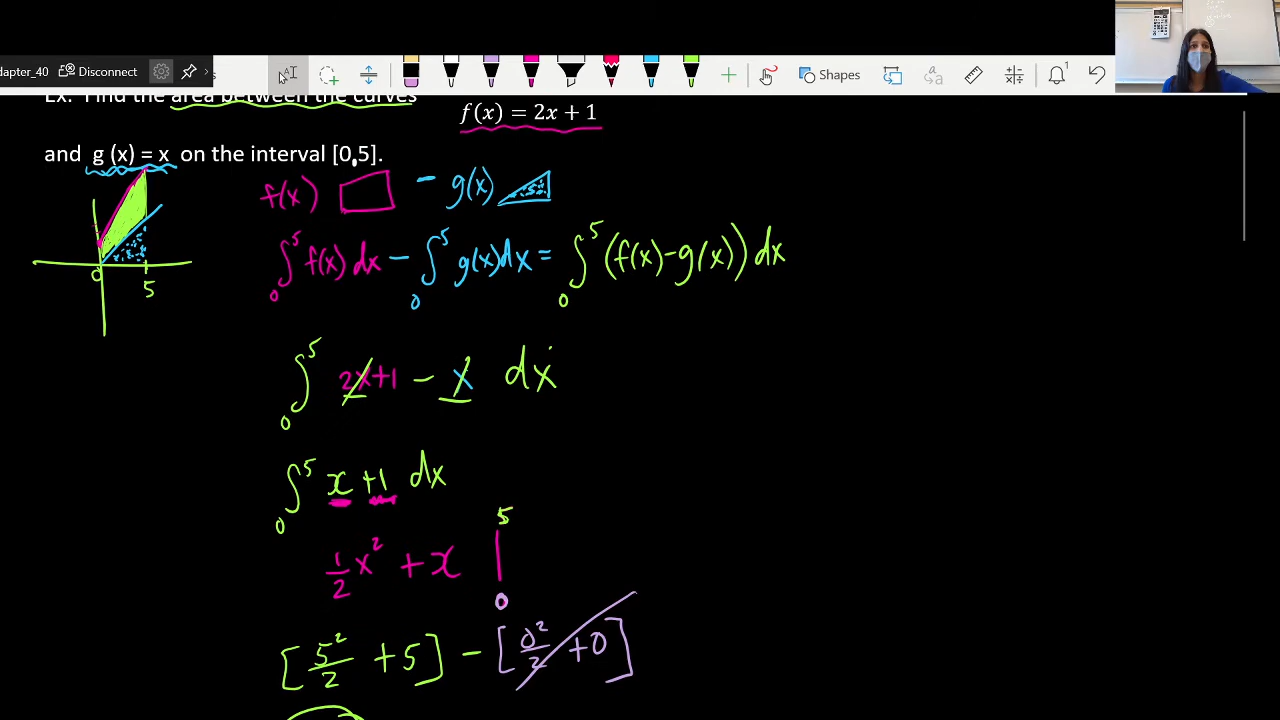 dapter_40 Disconnect Shapes
Ex. Find the area between the curves f(x) = 2x + 1
and g (x) = x on the interval [0,5].
f(x) − g(x)
∫₀⁵ f(x) dx − ∫₀⁵ g(x)dx = ∫₀⁵ (f(x)-g(x)) dx
0 5
∫₀⁵ 2x+1 − x dx
∫₀⁵ x +1 dx
½x² + x |₀⁵
[5²/2 + 5] − [0²/2 + 0]